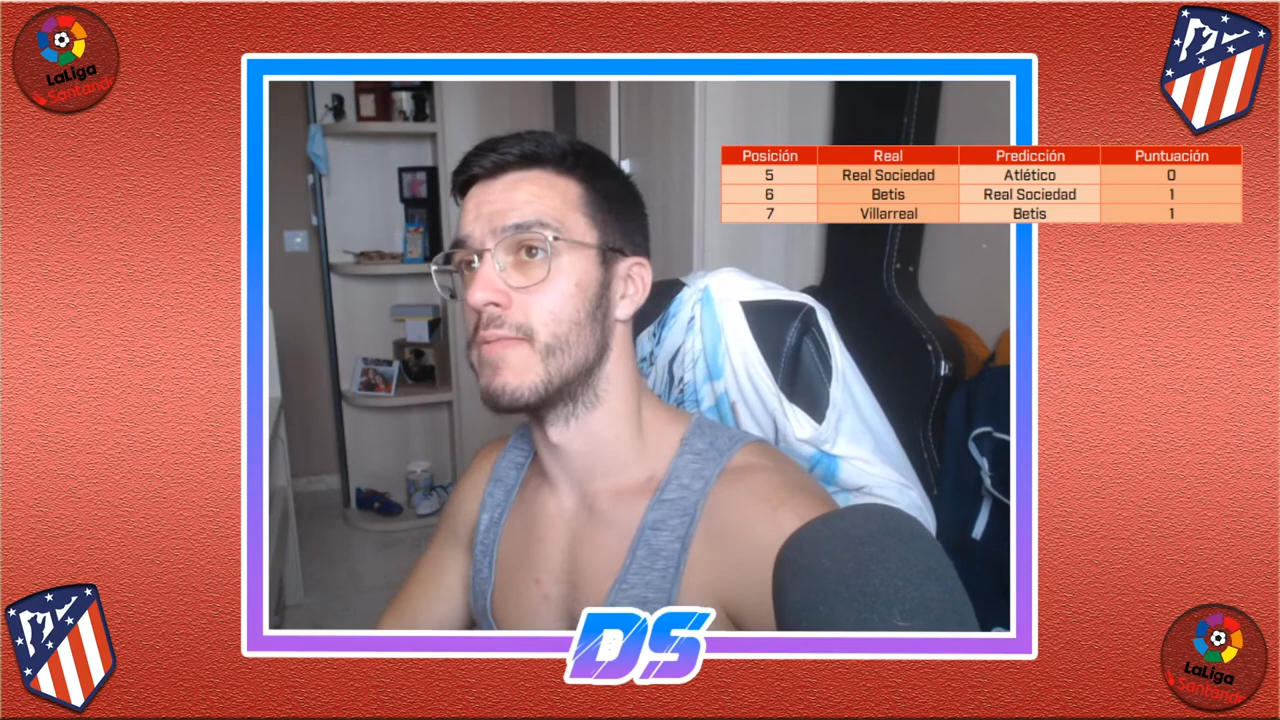 LaLiga
Santander
Posición Real Predicción Puntuación
5 Real Sociedad Atlético 0
6 Betis Real Sociedad 1
7 Villarreal Betis 1
DS
LaLiga
Santander